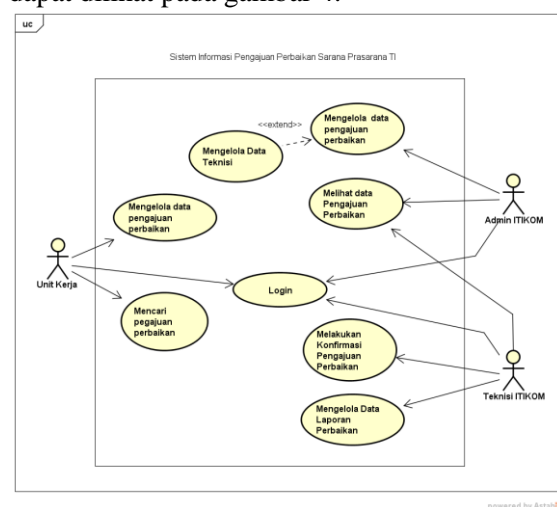 dapat dilihat pada gambar 4.
uc
Sistem Informasi Pengajuan Perbaikan Sarana Prasarana TI
<<extend>>
Mengelola data
pengajuan
perbaikan
Mengelola Data
Teknisi
Mengelola data
pengajuan
perbaikan
Melihat data
Pengajuan
Perbaikan
Admin ITIKOM
Unit Kerja
Login
Mencari
pegajuan
perbaikan
Melakukan
Konfirmasi
Pengajuan
Perbaikan
Teknisi ITIKOM
Mengelola Data
Laporan
Perbaikan
powered by Astah